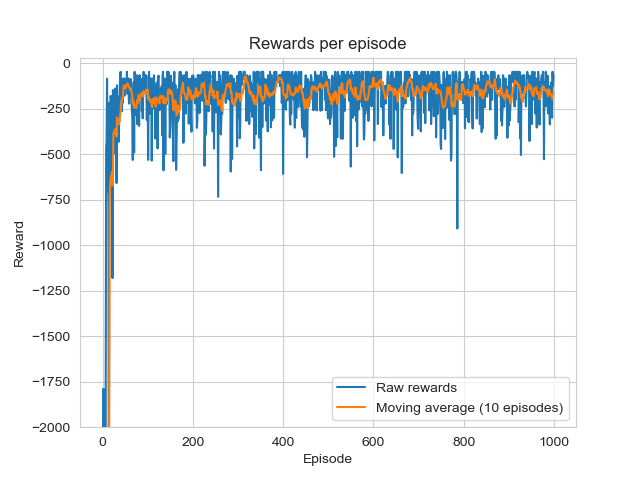 Rewards per episode
Reward
0
−250
−500
−750
−1000
−1250
−1500
−1750
−2000
0 200 400 600 800 1000
Episode
Raw rewards
Moving average (10 episodes)